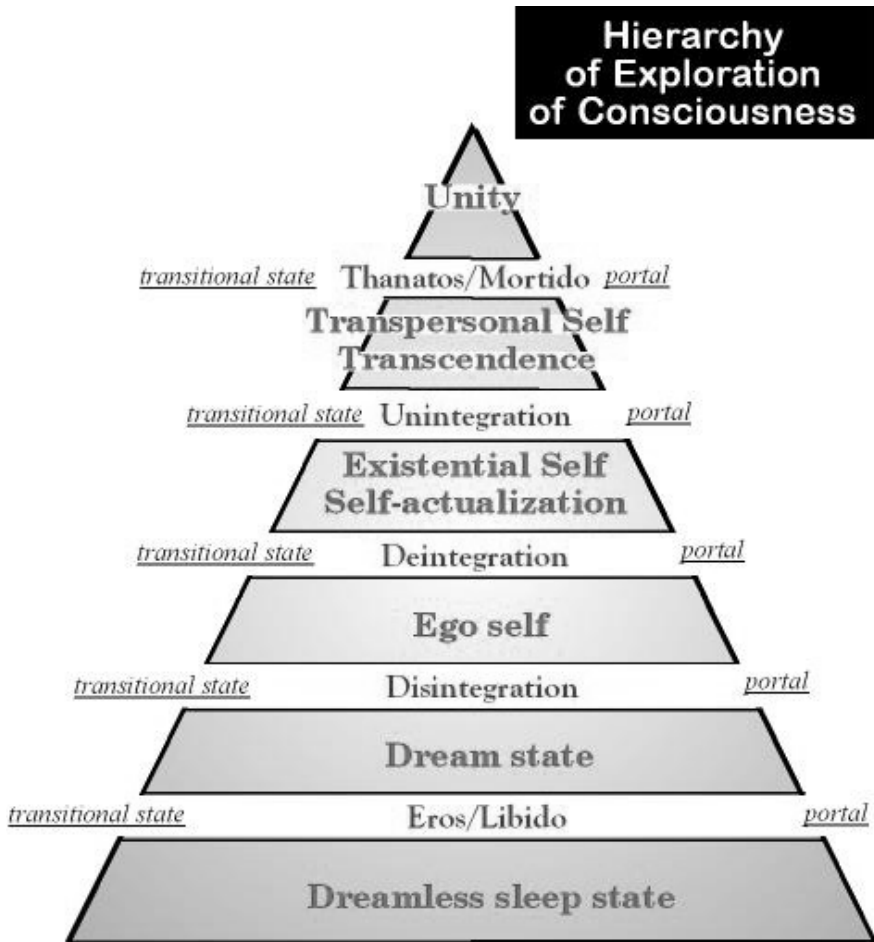 Hierarchy
of Exploration
of Consciousness
Unity
transitional state Thanatos/Mortido portal
Transpersonal Self
Transcendence
transitional state Unintegration portal
Existential Self
Self-actualization
transitional state Deintegration portal
Ego self
transitional state Disintegration portal
Dream state
transitional state Eros/Libido portal
Dreamless sleep state